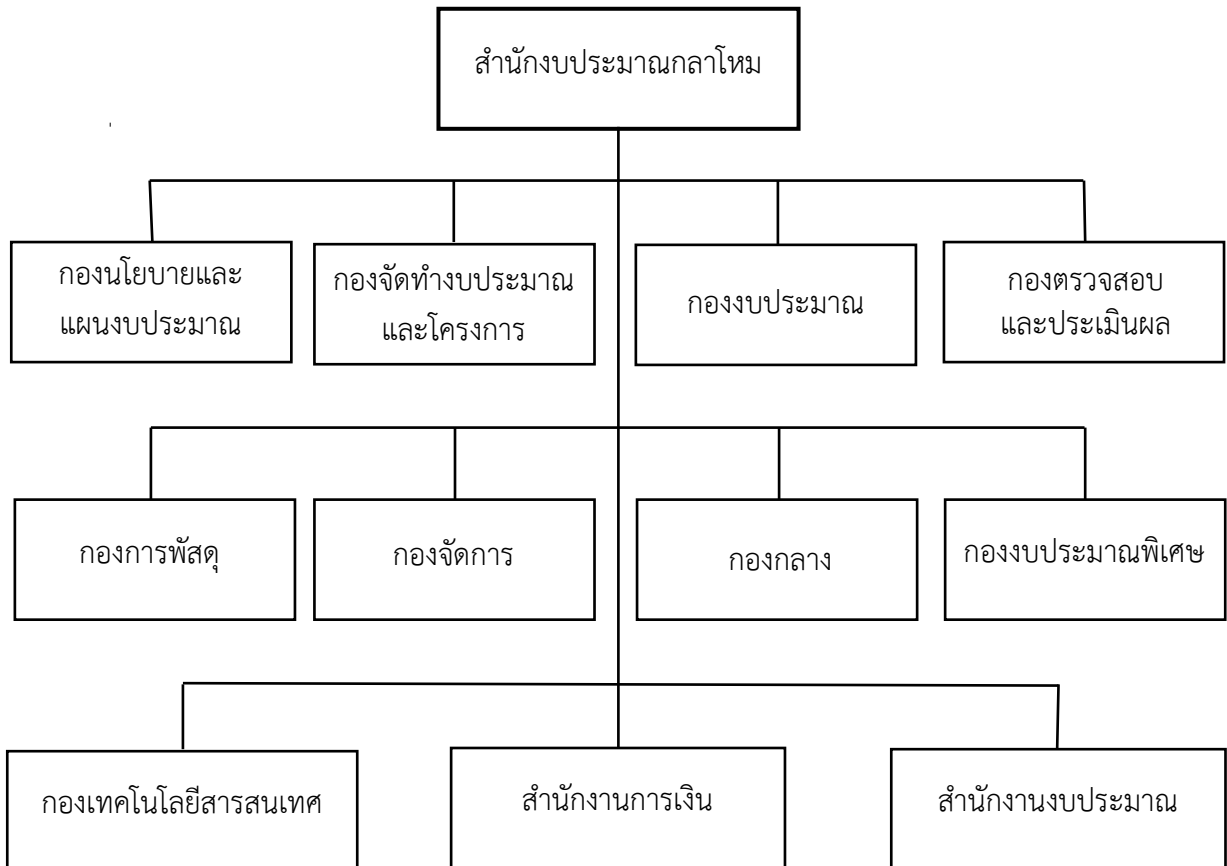 สำนักงบประมาณกลาโหม
กองนโยบายและ
แผนงบประมาณ
กองจัดทำงบประมาณ
และโครงการ
กองงบประมาณ
กองตรวจสอบ
และประเมินผล
กองการพัสดุ
กองจัดการ
กองกลาง
กองงบประมาณพิเศษ
กองเทคโนโลยีสารสนเทศ
สำนักงานการเงิน
สำนักงานงบประมาณ